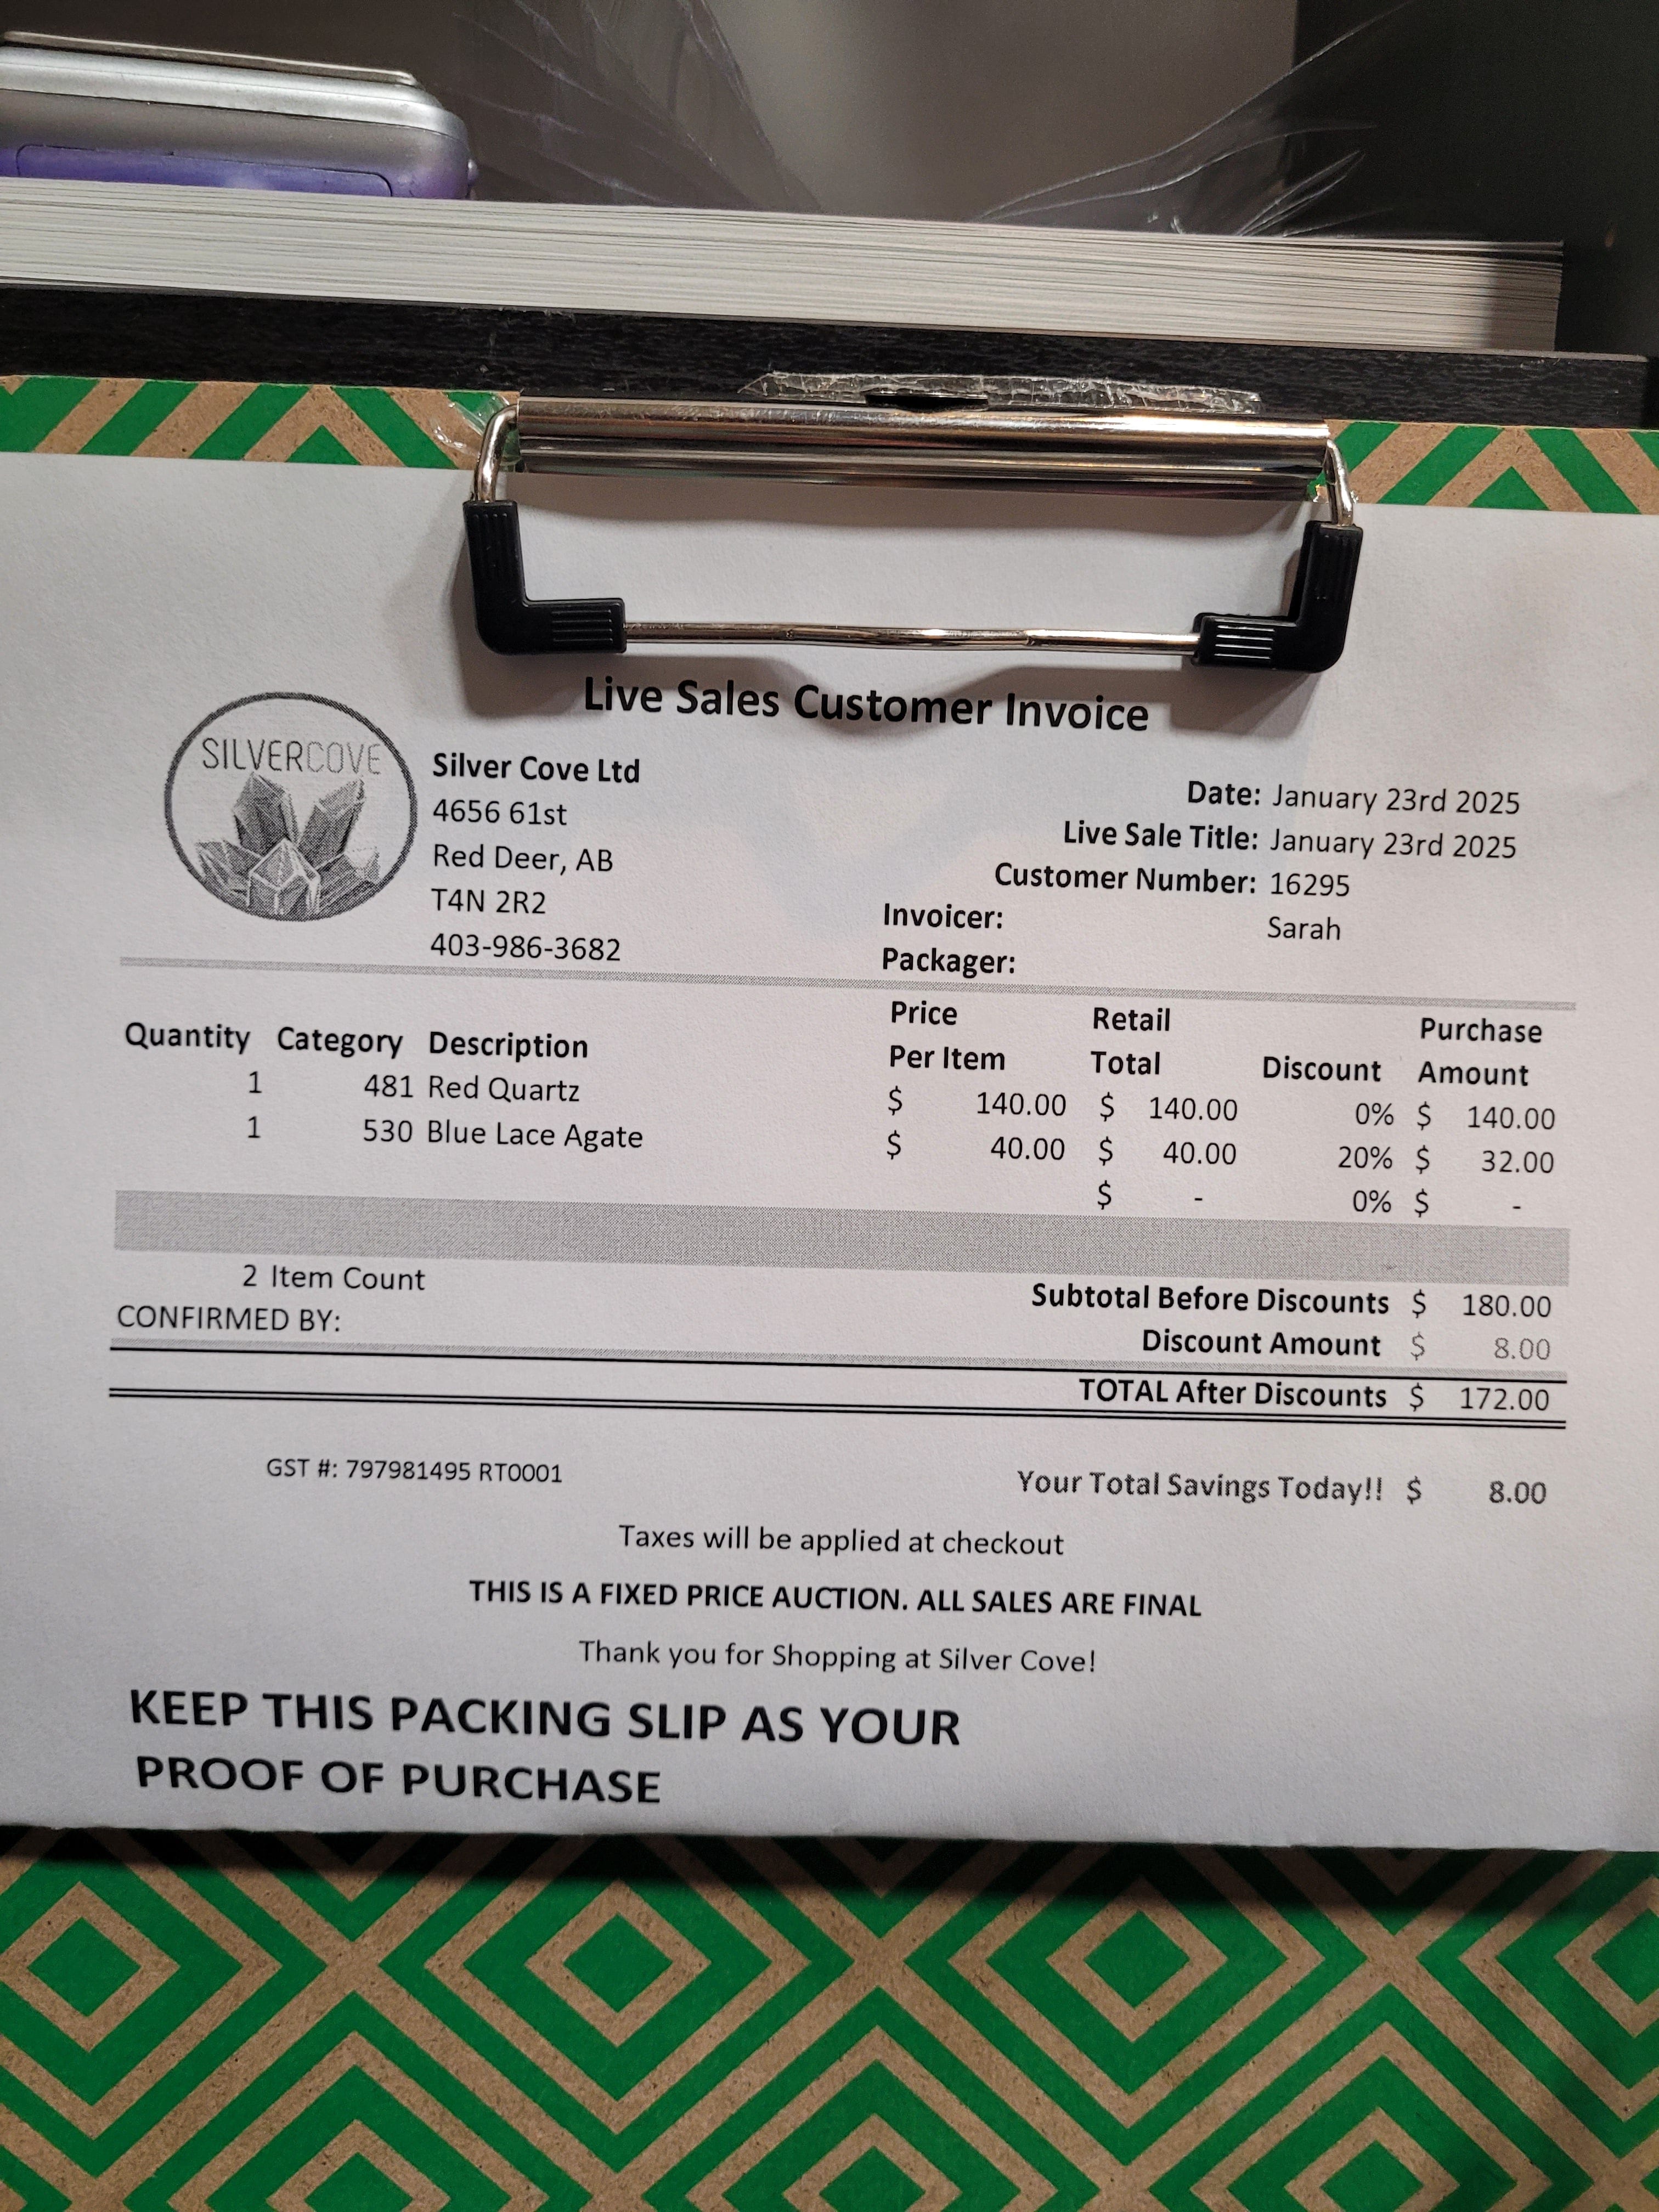 Live Sales Customer Invoice
SILVERCOVE
Silver Cove Ltd
4656 61st
Red Deer, AB
T4N 2R2
403-986-3682
Date: January 23rd 2025
Live Sale Title: January 23rd 2025
Customer Number: 16295
Invoicer: Sarah
Packager:
Quantity Category Description Price Per Item Retail Total Discount Purchase Amount
1 481 Red Quartz $ 140.00 $ 140.00 0% $ 140.00
1 530 Blue Lace Agate $ 40.00 $ 40.00 20% $ 32.00
$ - 0% $ -
2 Item Count
Subtotal Before Discounts $ 180.00
CONFIRMED BY:
Discount Amount $ 8.00
TOTAL After Discounts $ 172.00
GST #: 797981495 RT0001
Your Total Savings Today!! $ 8.00
Taxes will be applied at checkout
THIS IS A FIXED PRICE AUCTION. ALL SALES ARE FINAL
Thank you for Shopping at Silver Cove!
KEEP THIS PACKING SLIP AS YOUR
PROOF OF PURCHASE